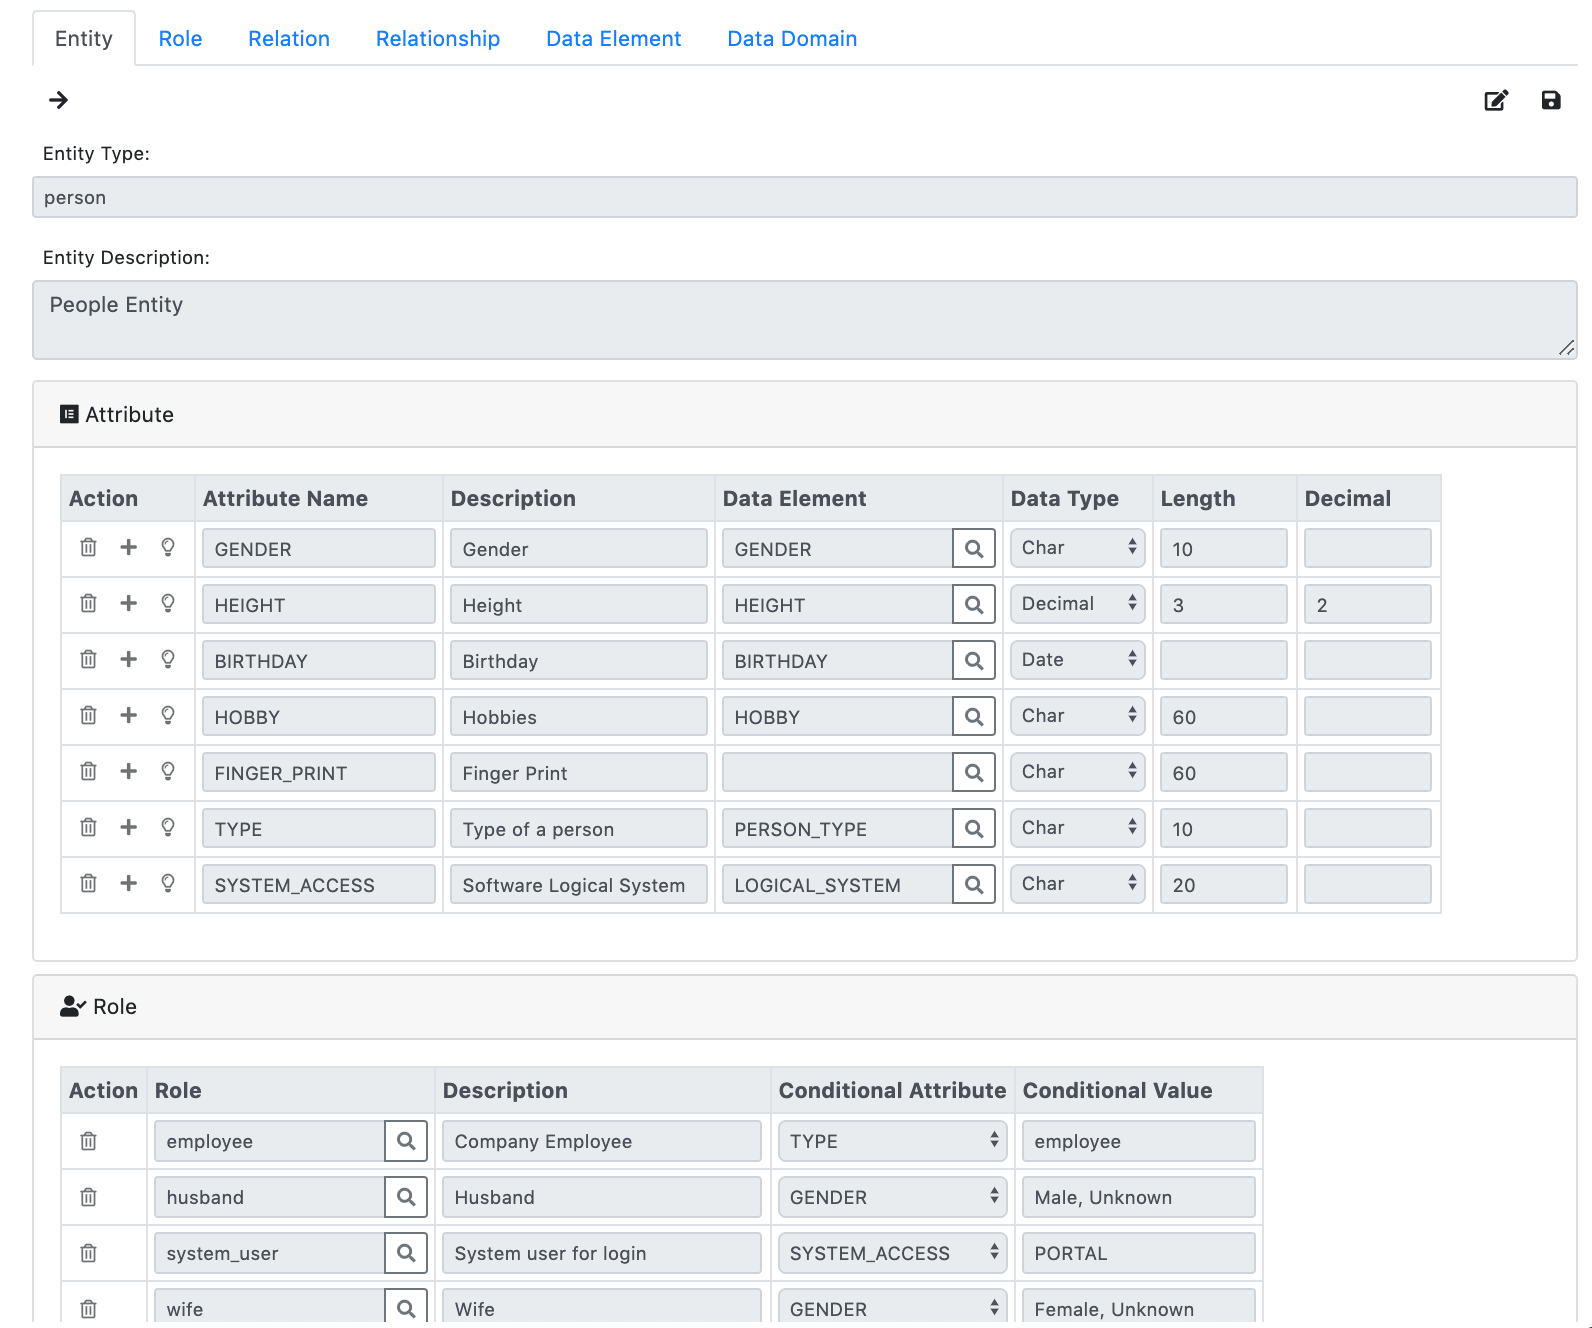 Entity Role Relation Relationship Data Element Data Domain
Entity Type:
person
Entity Description:
People Entity
Attribute
Action Attribute Name Description Data Element Data Type Length Decimal
GENDER Gender GENDER Char 10
HEIGHT Height HEIGHT Decimal 3 2
BIRTHDAY Birthday BIRTHDAY Date
HOBBY Hobbies HOBBY Char 60
FINGER_PRINT Finger Print Char 60
TYPE Type of a person PERSON_TYPE Char 10
SYSTEM_ACCESS Software Logical System LOGICAL_SYSTEM Char 20
Role
Action Role Description Conditional Attribute Conditional Value
employee Company Employee TYPE employee
husband Husband GENDER Male, Unknown
system_user System user for login SYSTEM_ACCESS PORTAL
wife Wife GENDER Female, Unknown